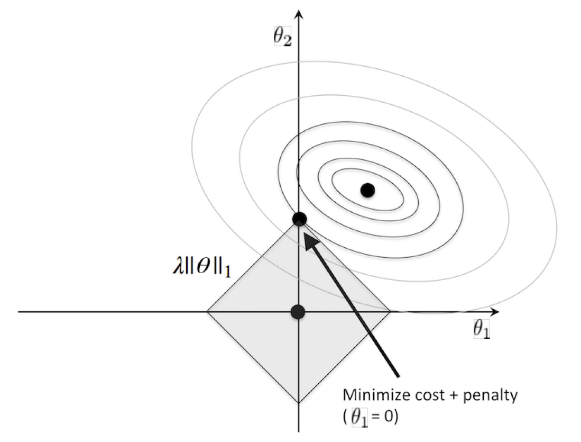 θ₂
λ||θ||₁
θ₁
Minimize cost + penalty
( θ₁ = 0)